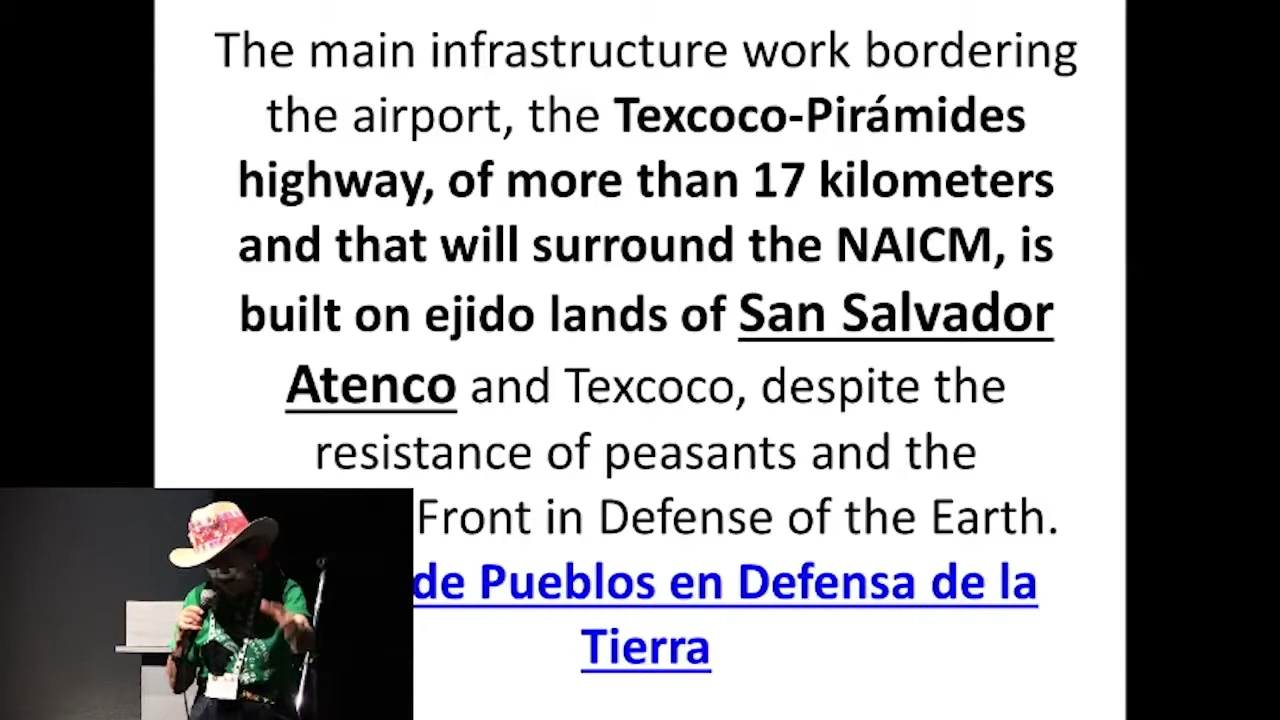 The main infrastructure work bordering
the airport, the Texcoco-Pirámides
highway, of more than 17 kilometers
and that will surround the NAICM, is
built on ejido lands of San Salvador
Atenco and Texcoco, despite the
resistance of peasants and the
Front in Defense of the Earth.
de Pueblos en Defensa de la
Tierra